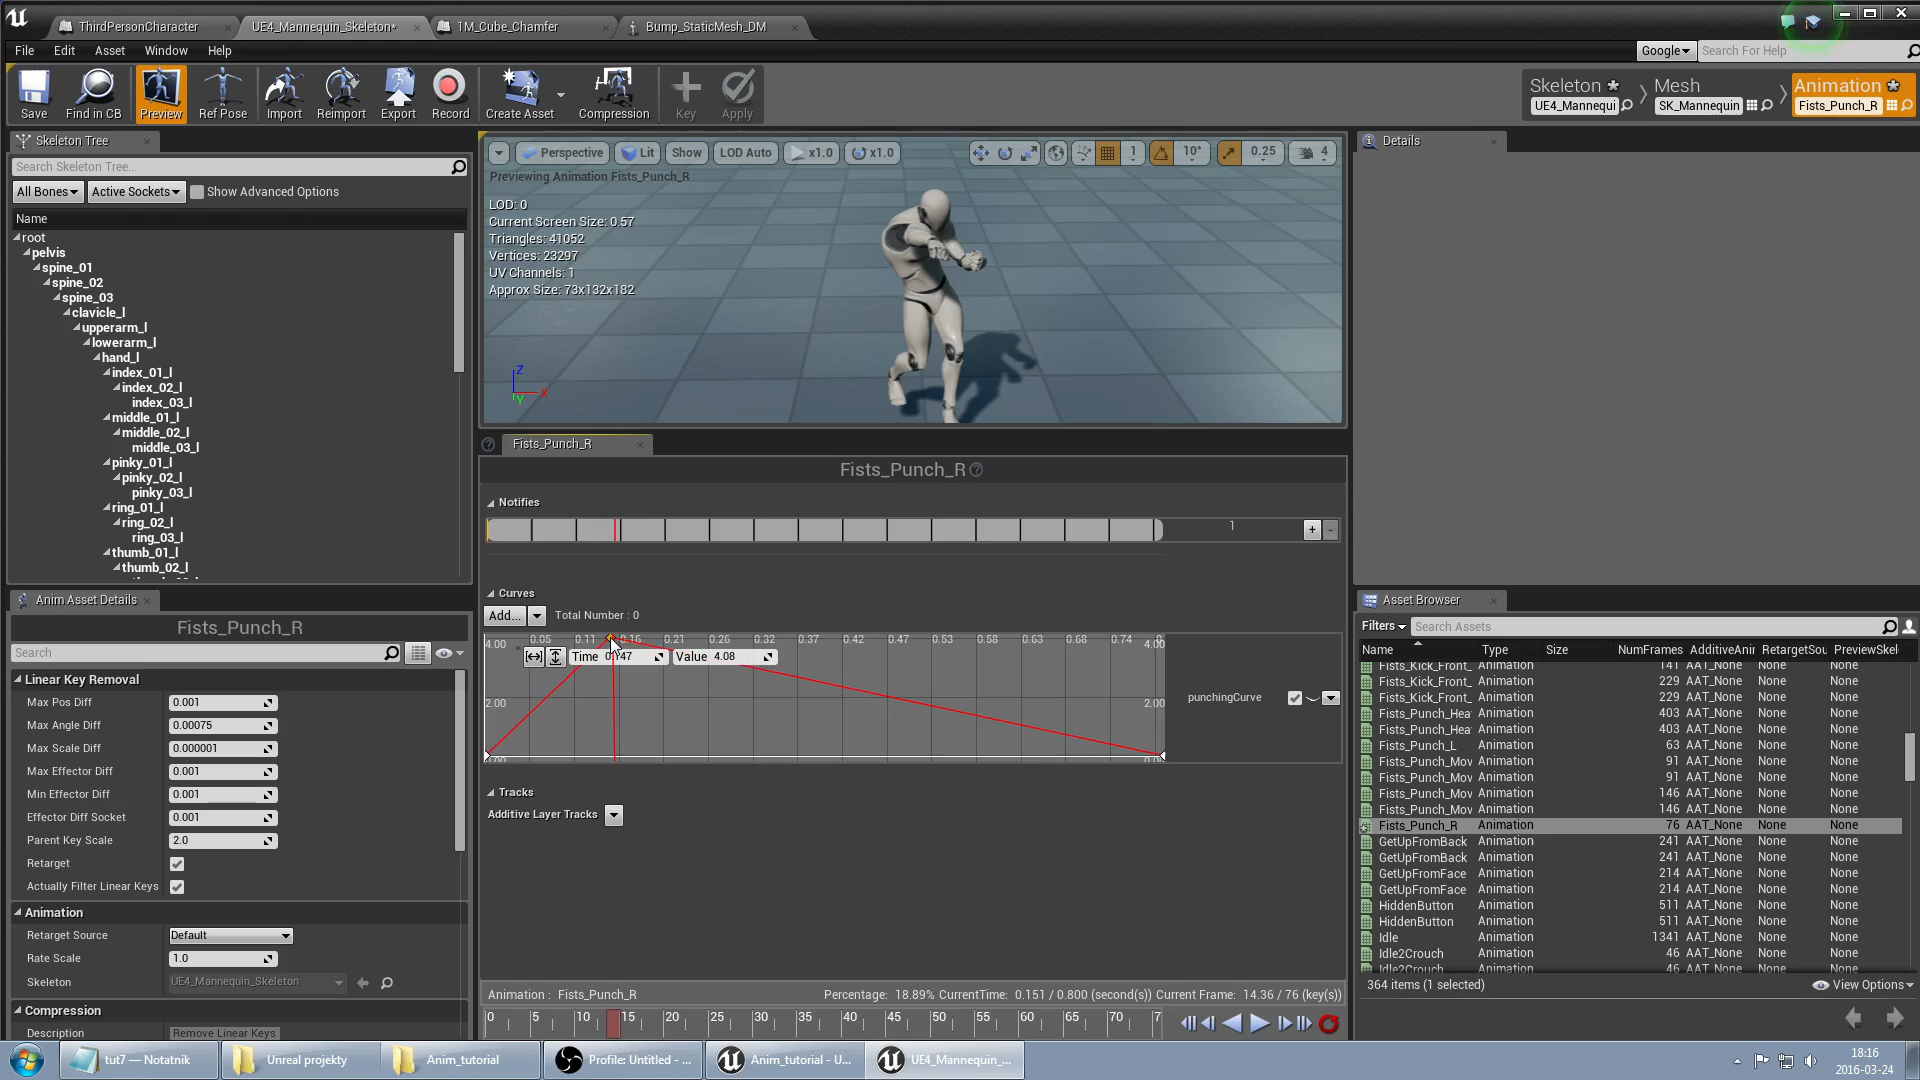 ThirdPersonCharacter
UE4_Mannequin_Skeleton*
1M_Cube_Chamfer
Bump_StaticMesh_DM
File Edit Asset Window Help
Google
Search For Help
Save
Find in CB
Preview
Ref Pose
Import
Reimport
Export
Record
Create Asset
Compression
Key
Apply
Skeleton
UE4_Mannequi
Mesh
SK_Mannequin
Animation
Fists_Punch_R
Skeleton Tree
Search Skeleton Tree...
All Bones
Active Sockets
Show Advanced Options
Name
root
pelvis
spine_01
spine_02
spine_03
clavicle_l
upperarm_l
lowerarm_l
hand_l
index_01_l
index_02_l
index_03_l
middle_01_l
middle_02_l
middle_03_l
pinky_01_l
pinky_02_l
pinky_03_l
ring_01_l
ring_02_l
ring_03_l
thumb_01_l
thumb_02_l
Perspective
Lit
Show
LOD Auto
x1.0
x1.0
1
10°
0.25
4
Previewing Animation Fists_Punch_R
LOD: 0
Current Screen Size: 0.57
Triangles: 41052
Vertices: 23297
UV Channels: 1
Approx Size: 73x132x182
Z
X
Y
Details
Fists_Punch_R
Fists_Punch_R
Notifies
1
+
-
Curves
Add...
Total Number : 0
4.00
0.05 0.11 0.16 0.21 0.26 0.32 0.37 0.42 0.47 0.53 0.58 0.63 0.68 0.74
4.00
Time
Value 4.08
2.00
2.00
punchingCurve
Tracks
Additive Layer Tracks
Animation : Fists_Punch_R
Percentage: 18.89% CurrentTime: 0.151 / 0.800 (second(s)) Current Frame: 14.36 / 76 (key(s))
0 5 10 15 20 25 30 35 40 45 50 55 60 65 70 7
Anim Asset Details
Fists_Punch_R
Search
Linear Key Removal
Max Pos Diff 0.001
Max Angle Diff 0.00075
Max Scale Diff 0.000001
Max Effector Diff 0.001
Min Effector Diff 0.001
Effector Diff Socket 0.001
Parent Key Scale 2.0
Retarget
Actually Filter Linear Keys
Animation
Retarget Source Default
Rate Scale 1.0
Skeleton UE4_Mannequin_Skeleton
Compression
Description Remove Linear Keys
Asset Browser
Filters
Search Assets
Name Type Size NumFrames AdditiveAnir RetargetSou PreviewSkel
Fists_Kick_Front_ Animation 141 AAT_None None None
Fists_Kick_Front_ Animation 229 AAT_None None None
Fists_Kick_Front_ Animation 229 AAT_None None None
Fists_Punch_Hea Animation 403 AAT_None None None
Fists_Punch_Hea Animation 403 AAT_None None None
Fists_Punch_L Animation 63 AAT_None None None
Fists_Punch_Mov Animation 91 AAT_None None None
Fists_Punch_Mov Animation 91 AAT_None None None
Fists_Punch_Mov Animation 146 AAT_None None None
Fists_Punch_Mov Animation 146 AAT_None None None
Fists_Punch_R Animation 76 AAT_None None None
GetUpFromBack Animation 241 AAT_None None None
GetUpFromBack Animation 241 AAT_None None None
GetUpFromFace Animation 214 AAT_None None None
GetUpFromFace Animation 214 AAT_None None None
HiddenButton Animation 511 AAT_None None None
HiddenButton Animation 511 AAT_None None None
Idle Animation 1341 AAT_None None None
Idle2Crouch Animation 46 AAT_None None None
Idle2Crouch Animation 46 AAT_None None None
364 items (1 selected)
View Options
tut7 — Notatnik
Unreal projekty
Anim_tutorial
Profile: Untitled - ...
Anim_tutorial - U...
UE4_Mannequin_...
18:16
2016-03-24